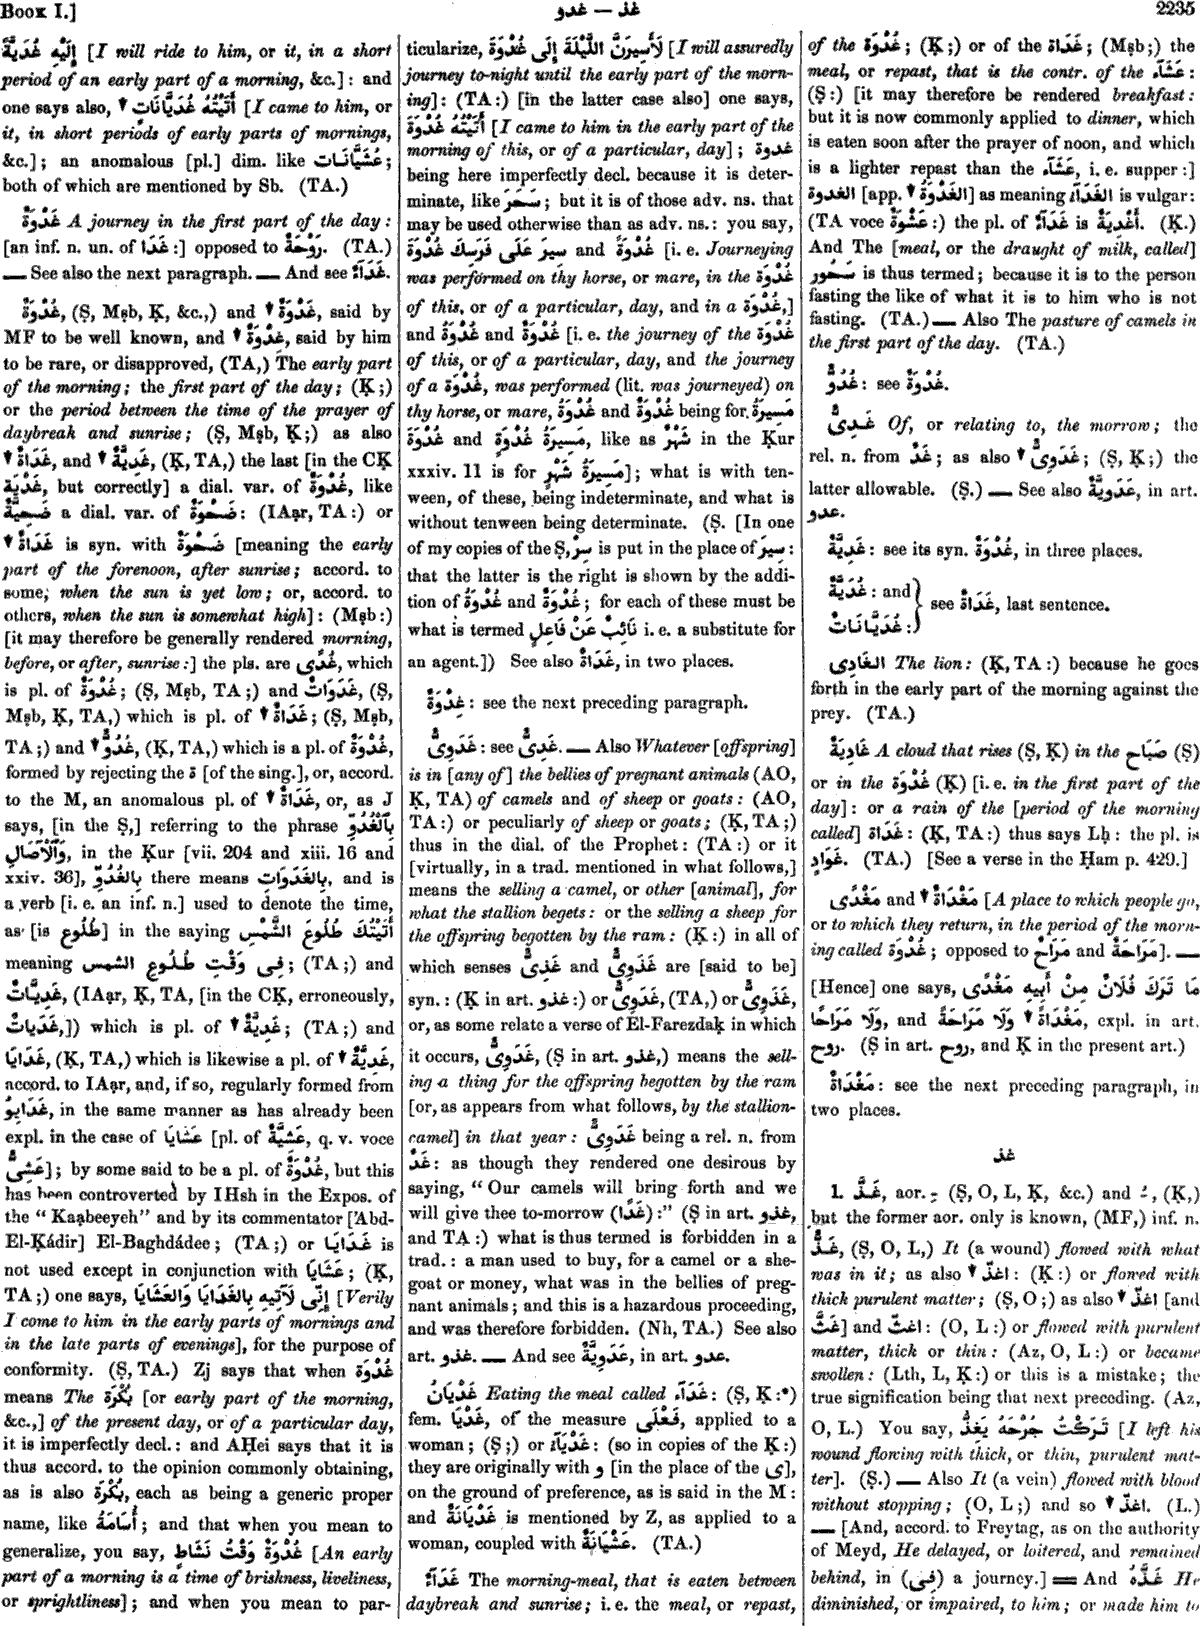 Book I.]
غذ — غدو
2235
إِلَيْهِ غُدَيَّةً [I will ride to him, or it, in a short
period of an early part of a morning, &c.]: and
one says also, أَتَيْتُهُ غُدَيَّانَاتٍ ▼ [I came to him, or
it, in short periods of early parts of mornings,
&c.]; an anomalous [pl.] dim. like عُشَيَّانَات;
both of which are mentioned by Sb. (TA.)
غَدْوَةٌ A journey in the first part of the day:
[an inf. n. un. of غَدَا:] opposed to رَوْحَةٌ. (TA.)
— See also the next paragraph. — And see غَدَآءٌ.
غُدْوَةٌ, (Ṣ, Mṣb, Ḳ, &c.,) and ▼ غَدْوَةٌ, said by
MF to be well known, and ▼ غِدْوَةٌ, said by him
to be rare, or disapproved, (TA,) The early part
of the morning; the first part of the day; (Ḳ;)
or the period between the time of the prayer of
daybreak and sunrise; (Ṣ, Mṣb, Ḳ;) as also
▼ غَدَاةٌ, and ▼ غَدِيَّةٌ, (Ḳ, TA,) the last [in the CḲ
غُدْيَة, but correctly] a dial. var. of غُدْوَةٌ, like
ضَحِيَّةٌ a dial. var. of ضَحْوَةٌ: (IAạr, TA:) or
▼ غَدَاةٌ is syn. with ضَحْوَةٌ [meaning the early
part of the forenoon, after sunrise; accord. to
some, when the sun is yet low; or, accord. to
others, when the sun is somewhat high]: (Mṣb:)
[it may therefore be generally rendered morning,
before, or after, sunrise:] the pls. are غُدًى, which
is pl. of غُدْوَةٌ; (Ṣ, Mṣb, TA;) and غَدَوَاتٌ, (Ṣ,
Mṣb, Ḳ, TA,) which is pl. of ▼ غَدَاةٌ; (Ṣ, Mṣb,
TA;) and ▼ غُدُوٌّ, (Ḳ, TA,) which is a pl. of غُدْوَةٌ,
formed by rejecting the ة [of the sing.], or, accord.
to the M, an anomalous pl. of ▼ غَدَاةٌ, or, as J
says, [in the Ṣ,] referring to the phrase بِٱلْغُدُوِّ
وَٱلْآصَالِ, in the Ḳur [vii. 204 and xiii. 16 and
xxiv. 36], بِالغُدُوِّ there means بِالغَدَوَاتِ, and is
a verb [i. e. an inf. n.] used to denote the time,
as [is طُلُوع] in the saying أَتَيْتُكَ طُلُوعَ الشَّمْسِ
meaning فِى وَقْتِ طُلُوعِ الشمس; (TA;) and
غَدِيَّاتٌ, (IAạr, Ḳ, TA, [in the CḲ, erroneously,
غَدَيَاتٌ,]) which is pl. of ▼ غَدِيَّةٌ; (TA;) and
غَدَايَا, (Ḳ, TA,) which is likewise a pl. of ▼ غَدِيَّةٌ,
accord. to IAạr, and, if so, regularly formed from
غَدَايِوُ, in the same manner as has already been
expl. in the case of عَشَايَا [pl. of عَشِيَّةٌ, q. v. voce
عَشِىٌّ]; by some said to be a pl. of غُدْوَةٌ, but this
has been controverted by IHsh in the Expos. of
the "Kaạbeeyeh" and by its commentator ['Abd-
El-Ḳádir] El-Baghdádee; (TA;) or غَدَايَا is
not used except in conjunction with عَشَايَا; (Ḳ,
TA;) one says, إِنِّى لَآتِيهِ بِالغَدَايَا وَالعَشَايَا [Verily
I come to him in the early parts of mornings and
in the late parts of evenings], for the purpose of
conformity. (Ṣ, TA.) Zj says that when غُدْوَة
means The بُكْرَة [or early part of the morning,
&c.,] of the present day, or of a particular day,
it is imperfectly decl.: and AḤei says that it is
thus accord. to the opinion commonly obtaining,
as is also بُكْرَة, each as being a generic proper
name, like أُسَامَةُ; and that when you mean to
generalize, you say, غُدْوَةٌ وَقْتُ نَشَاطٍ [An early
part of a morning is a time of briskness, liveliness,
or sprightliness]; and when you mean to par-
ticularize, لَأَسِيرَنَّ اللَّيْلَةَ إِلَى غُدْوَةَ [I will assuredly
journey to-night until the early part of the morn-
ing]: (TA:) [in the latter case also] one says,
أَتَيْتُهُ غُدْوَةَ [I came to him in the early part of the
morning of this, or of a particular, day]; غدوة
being here imperfectly decl. because it is deter-
minate, like سَحَرَ; but it is of those adv. ns. that
may be used otherwise than as adv. ns.: you say,
سِيرَ عَلَى فَرَسِكَ غُدْوَةَ and غُدْوَةً [i. e. Journeying
was performed on thy horse, or mare, in the غُدْوَة
of this, or of a particular, day, and in a غُدْوَة,]
and غُدْوَةُ and غُدْوَةٌ [i. e. the journey of the غُدْوَة
of this, or of a particular, day, and the journey
of a غُدْوَة, was performed (lit. was journeyed) on
thy horse, or mare, غُدْوَةُ and غُدْوَةٌ being for مَسِيرَةُ
غُدْوَةَ and مَسِيرَةُ غُدْوَةٍ, like as شَهْرٌ in the Ḳur
xxxiv. 11 is for مَسِيرَةُ شَهْرٍ]; what is with ten-
ween, of these, being indeterminate, and what is
without tenween being determinate. (Ṣ. [In one
of my copies of the Ṣ, سِرْ is put in the place of سِيرَ:
that the latter is the right is shown by the addi-
tion of غُدْوَةُ and غُدْوَةٌ; for each of these must be
what is termed نَائِبٌ عَنْ فَاعِلٍ i. e. a substitute for
an agent.]) See also غَدَاةٌ, in two places.
غِدْوَةٌ: see the next preceding paragraph.
غَدَوِىٌّ: see غَدِىٌّ. — Also Whatever [offspring]
is in [any of] the bellies of pregnant animals (AO,
Ḳ, TA) of camels and of sheep or goats: (AO,
TA:) or peculiarly of sheep or goats; (Ḳ, TA;)
thus in the dial. of the Prophet: (TA:) or it
[virtually, in a trad. mentioned in what follows,]
means the selling a camel, or other [animal], for
what the stallion begets: or the selling a sheep for
the offspring begotten by the ram: (Ḳ:) in all of
which senses غَذَوِىٌّ and غَذِىٌّ are [said to be]
syn.: (Ḳ in art. غذو:) or غَدَوِىٌّ, (TA,) or غَذَوِىٌّ,
or, as some relate a verse of El-Farezdaḳ in which
it occurs, غَدَوِىٌّ, (Ṣ in art. غذو,) means the sell-
ing a thing for the offspring begotten by the ram
[or, as appears from what follows, by the stallion-
camel] in that year: غَدَوِىٌّ being a rel. n. from
غَدٌ: as though they rendered one desirous by
saying, "Our camels will bring forth and we
will give thee to-morrow (غَدًا):" (Ṣ in art. غذو,
and TA:) what is thus termed is forbidden in a
trad.: a man used to buy, for a camel or a she-
goat or money, what was in the bellies of preg-
nant animals; and this is a hazardous proceeding,
and was therefore forbidden. (Nh, TA.) See also
art. غذو. — And see عَدَوِيَّةٌ, in art. عدو.
غَدْيَانُ Eating the meal called غَدَآء: (Ṣ, Ḳ:*)
fem. غَدْيَا, of the measure فَعْلَى, applied to a
woman; (Ṣ;) or غَدْيَآءُ: (so in copies of the Ḳ:)
they are originally with و [in the place of the ى],
on the ground of preference, as is said in the M:
and غَدْيَانَةٌ is mentioned by Z, as applied to a
woman, coupled with عَشْيَانَةٌ. (TA.)
غَدَآءٌ The morning-meal, that is eaten between
daybreak and sunrise; i. e. the meal, or repast,
of the غُدْوَة; (Ḳ;) or of the غَدَاة; (Mṣb;) the
meal, or repast, that is the contr. of the عَشَآء:
(Ṣ:) [it may therefore be rendered breakfast:
but it is now commonly applied to dinner, which
is eaten soon after the prayer of noon, and which
is a lighter repast than the عَشَآء, i. e. supper:]
الغدوة [app. ▼ الغَدْوَةُ] as meaning الغَدَآءُ is vulgar:
(TA voce عَشْوَةٌ:) the pl. of غَدَآءٌ is أَغْدِيَةٌ. (Ḳ.)
And The [meal, or the draught of milk, called]
سَحُور is thus termed; because it is to the person
fasting the like of what it is to him who is not
fasting. (TA.) — Also The pasture of camels in
the first part of the day. (TA.)
غُدُوٌّ: see غُدْوَةٌ.
غَدِىٌّ Of, or relating to, the morrow; the
rel. n. from غَدٌ; as also ▼ غَدَوِىٌّ; (Ṣ, Ḳ;) the
latter allowable. (Ṣ.) — See also عَدَوِيَّةٌ, in art.
عدو.
غَدِيَّةٌ: see its syn. غُدْوَةٌ, in three places.
غُدَيَّةٌ: and
غُدَيَّانَاتٌ:
} see غَدَاةٌ, last sentence.
الغَادِى The lion: (Ḳ, TA:) because he goes
forth in the early part of the morning against the
prey. (TA.)
غَادِيَةٌ A cloud that rises (Ṣ, Ḳ) in the صَبَاح (Ṣ)
or in the غُدْوَة (Ḳ) [i. e. in the first part of the
day]: or a rain of the [period of the morning
called] غَدَاة: (Ḳ, TA:) thus says Lḥ: the pl. is
غَوَادٍ. (TA.) [See a verse in the Ḥam p. 429.]
مَغْدًى and ▼ مَغْدَاةٌ [A place to which people go,
or to which they return, in the period of the morn-
ing called غُدْوَة; opposed to مَرَاحٌ and مَرَاحَةٌ]. —
[Hence] one says, مَا تَرَكَ فُلَانٌ مِنْ أَبِيهِ مَغْدًى
وَلَا مَرَاحًا, and ▼ مَغْدَاةً وَلَا مَرَاحَةً, expl. in art.
روح. (Ṣ in art. روح, and Ḳ in the present art.)
مَغْدَاةٌ: see the next preceding paragraph, in
two places.
غذ
1. غَذَّ, aor. ـِ (Ṣ, O, L, Ḳ, &c.) and ـُ, (Ḳ,)
but the former aor. only is known, (MF,) inf. n.
غَذٌّ, (Ṣ, O, L,) It (a wound) flowed with what
was in it; as also ▼ اغذّ: (Ḳ:) or flowed with
thick purulent matter; (Ṣ, O;) as also ▼ اغذّ [and
غَثَّ] and اغثّ: (O, L:) or flowed with purulent
matter, thick or thin: (Az, O, L:) or became
swollen: (Lth, L, Ḳ:) or this is a mistake; the
true signification being that next preceding. (Az,
O, L.) You say, تَرَكْتُ جُرْحَهُ يَغِذُّ [I left his
wound flowing with thick, or thin, purulent mat-
ter]. (Ṣ.) — Also It (a vein) flowed with blood
without stopping; (O, L;) and so ▼ اغذّ. (L.)
— [And, accord. to Freytag, as on the authority
of Meyd, He delayed, or loitered, and remained
behind, in (فِى) a journey.] = And غَذَّهُ He
diminished, or impaired, to him; or made him to